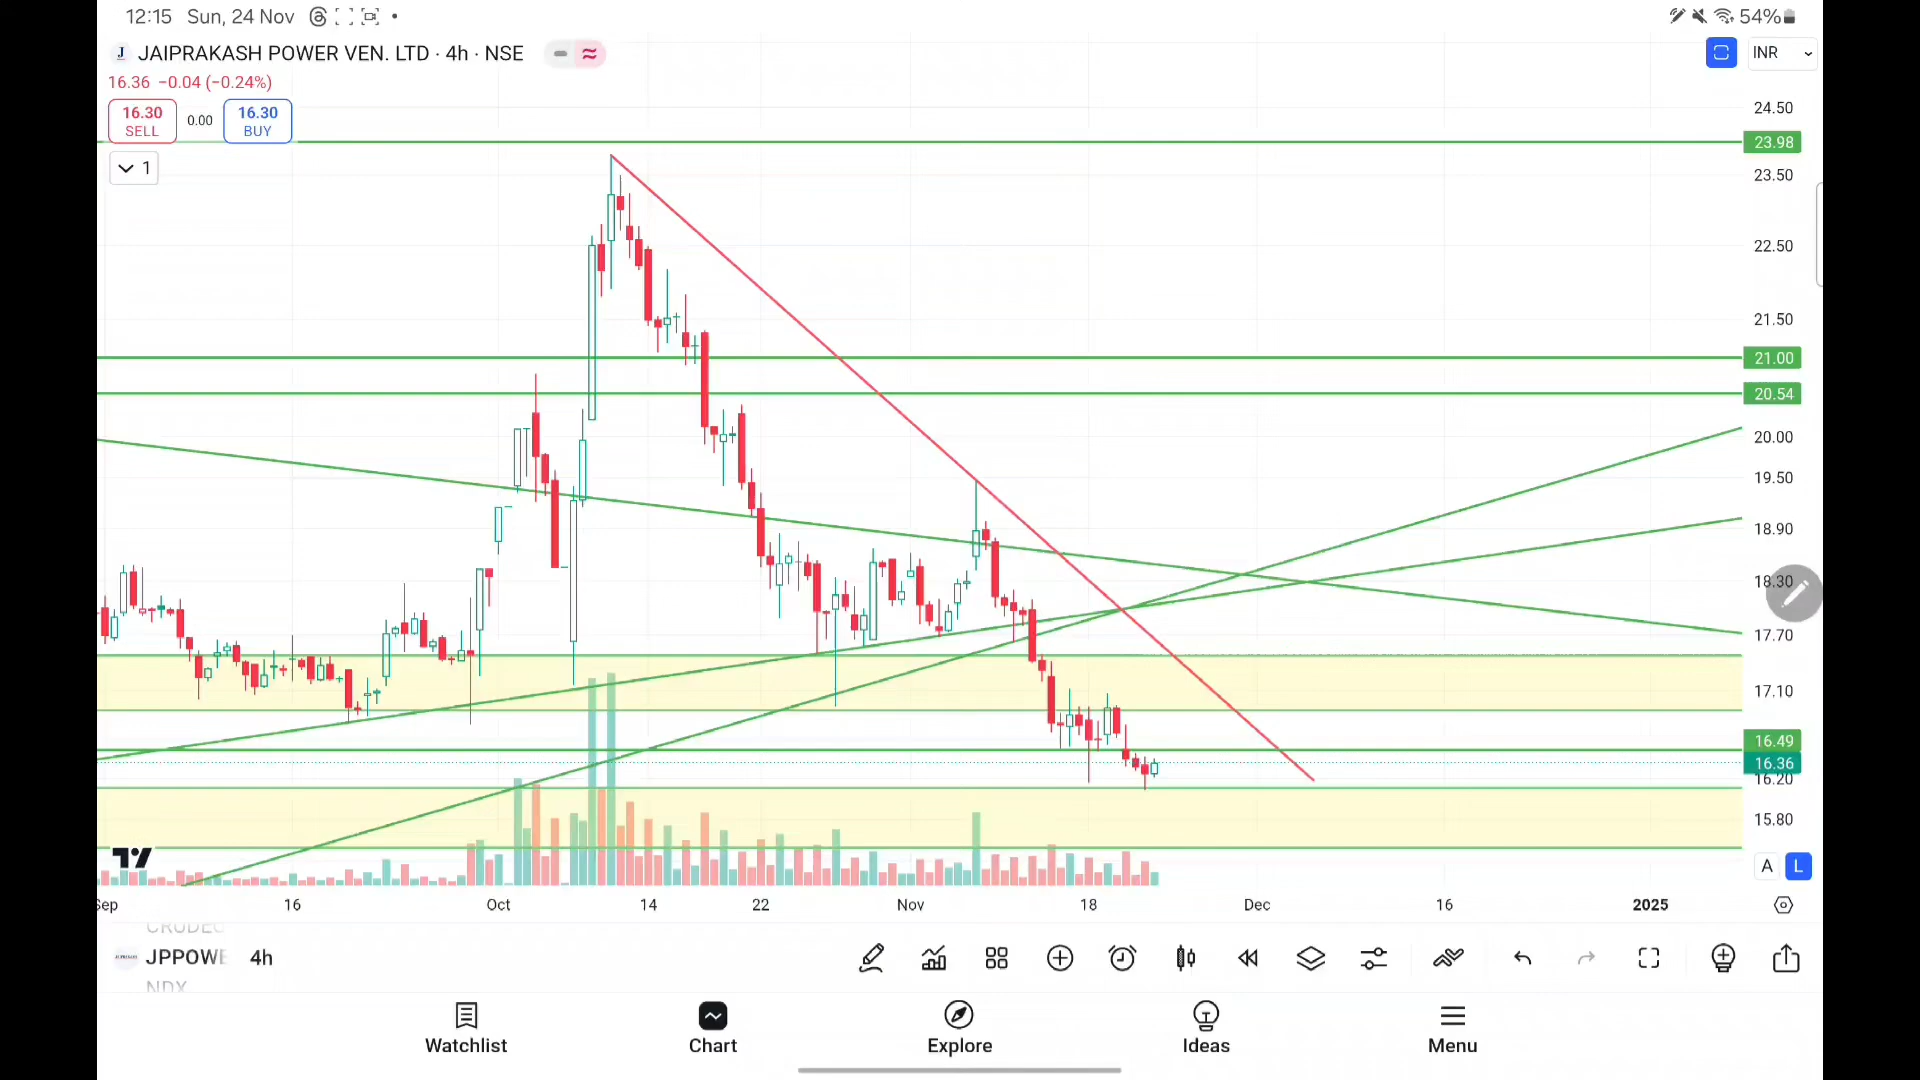 12:15 Sun, 24 Nov
54%
JAIPRAKASH POWER VEN. LTD · 4h · NSE
INR
16.36 −0.04 (−0.24%)
16.30
SELL
0.00
16.30
BUY
1
24.50
23.98
23.50
22.50
21.50
21.00
20.54
20.00
19.50
18.90
18.30
17.70
17.10
16.49
16.36
16.20
15.80
A
L
Sep
16
Oct
14
22
Nov
18
Dec
16
2025
JPPOWE
4h
NDX
Watchlist
Chart
Explore
Ideas
Menu